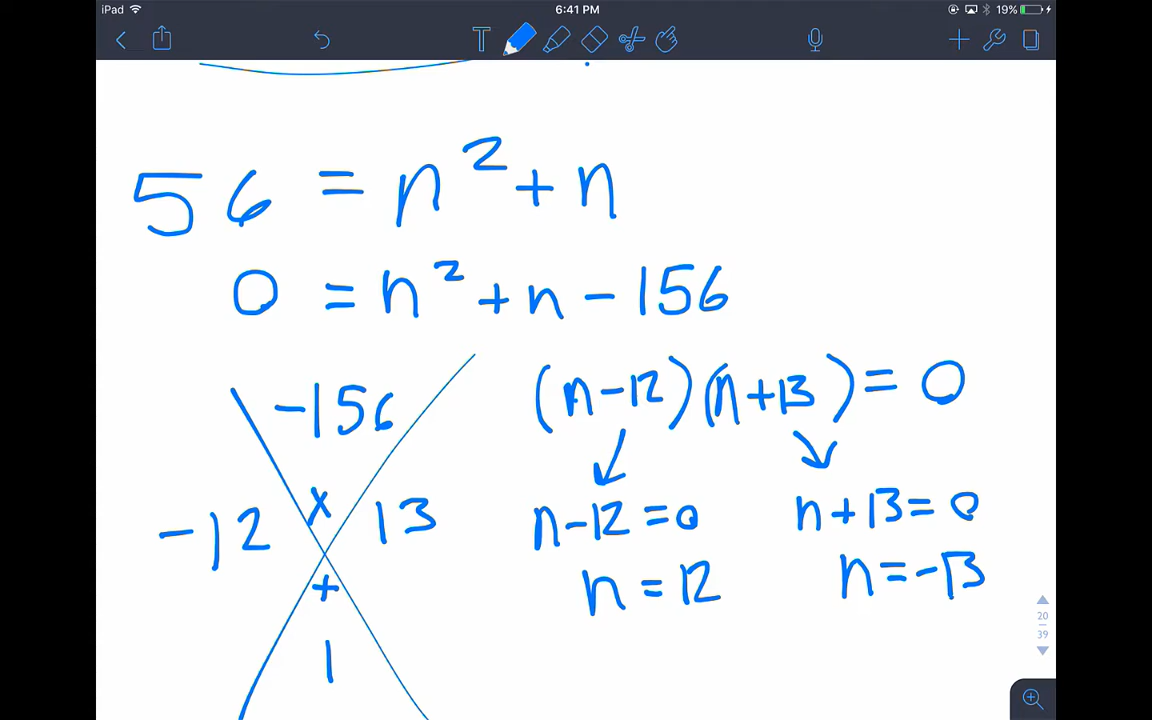 iPad 6:41 PM 19%
T
56 = n² + n
0 = n² + n - 156
-156
(n-12)(n+13) = 0
-12 x 13
n-12=0 n+13=0
+
n=12 n=-13
1
20
39